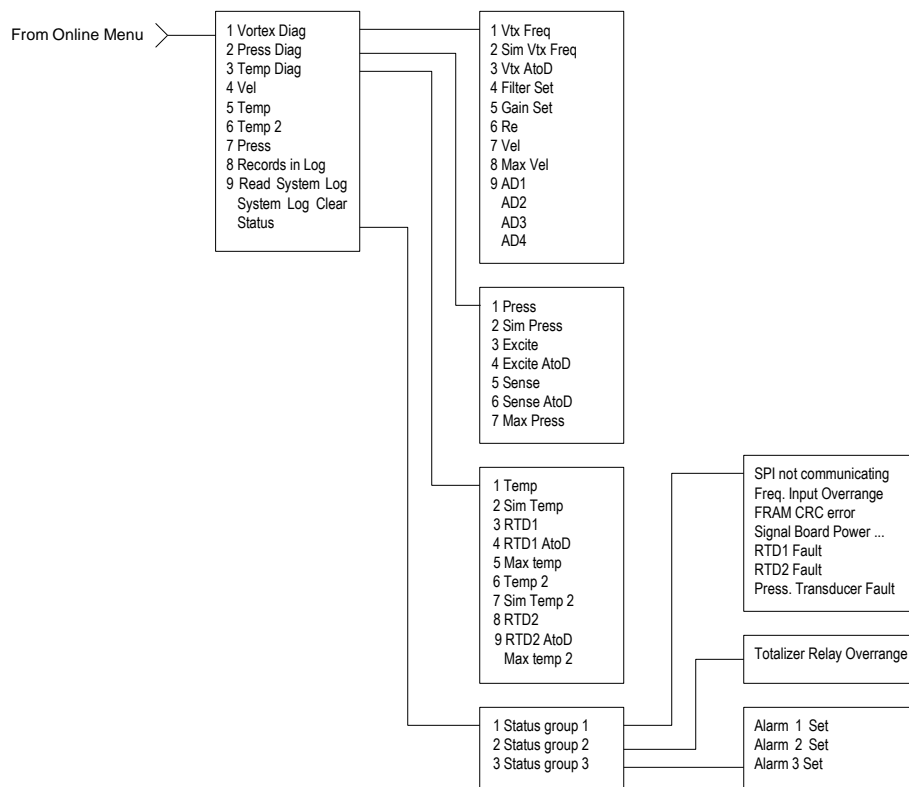 From Online Menu
1 Vortex Diag
2 Press Diag
3 Temp Diag
4 Vel
5 Temp
6 Temp 2
7 Press
8 Records in Log
9 Read System Log
System Log Clear
Status
1 Vtx Freq
2 Sim Vtx Freq
3 Vtx AtoD
4 Filter Set
5 Gain Set
6 Re
7 Vel
8 Max Vel
9 AD1
AD2
AD3
AD4
1 Press
2 Sim Press
3 Excite
4 Excite AtoD
5 Sense
6 Sense AtoD
7 Max Press
1 Temp
2 Sim Temp
3 RTD1
4 RTD1 AtoD
5 Max temp
6 Temp 2
7 Sim Temp 2
8 RTD2
9 RTD2 AtoD
Max temp 2
1 Status group 1
2 Status group 2
3 Status group 3
SPI not communicating
Freq. Input Overrange
FRAM CRC error
Signal Board Power ...
RTD1 Fault
RTD2 Fault
Press. Transducer Fault
Totalizer Relay Overrange
Alarm 1 Set
Alarm 2 Set
Alarm 3 Set